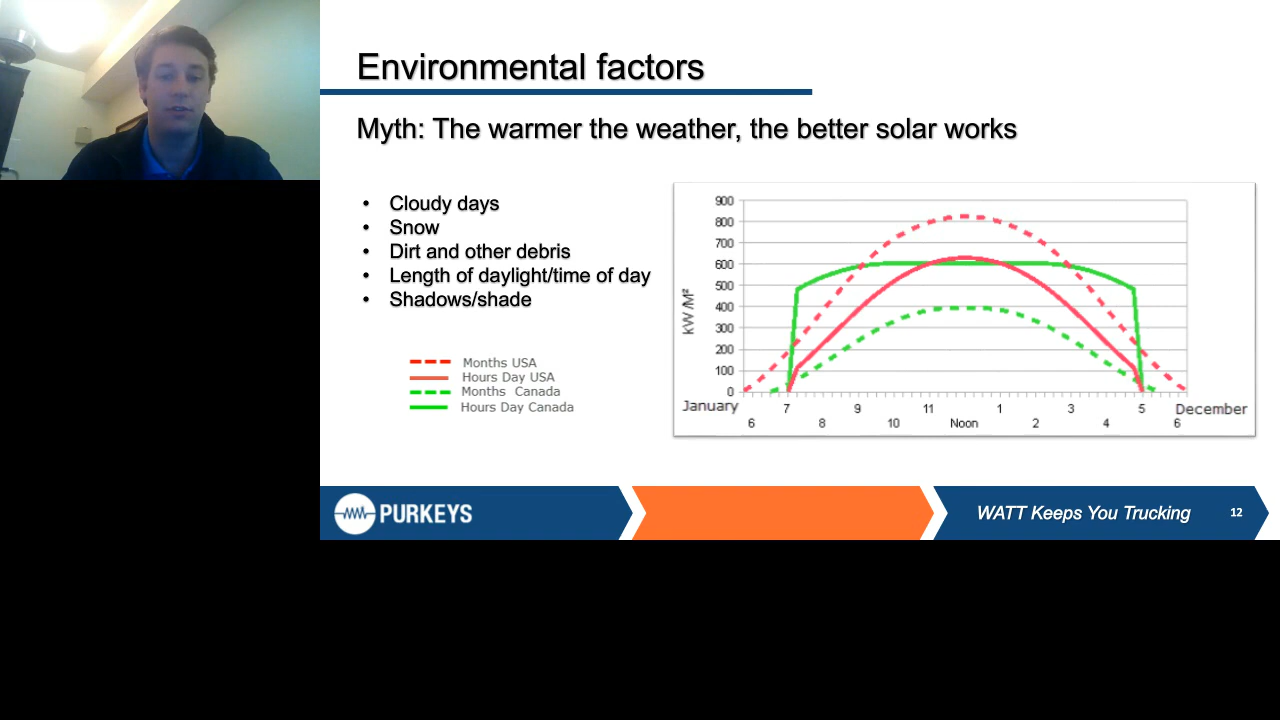 Environmental factors
Myth: The warmer the weather, the better solar works
• Cloudy days
• Snow
• Dirt and other debris
• Length of daylight/time of day
• Shadows/shade
Months USA
Hours Day USA
Months Canada
Hours Day Canada
KW/M²
900
800
700
600
500
400
300
200
100
0
January 7 9 11 1 3 5 December
6 8 10 Noon 2 4 6
PURKEYS
WATT Keeps You Trucking 12